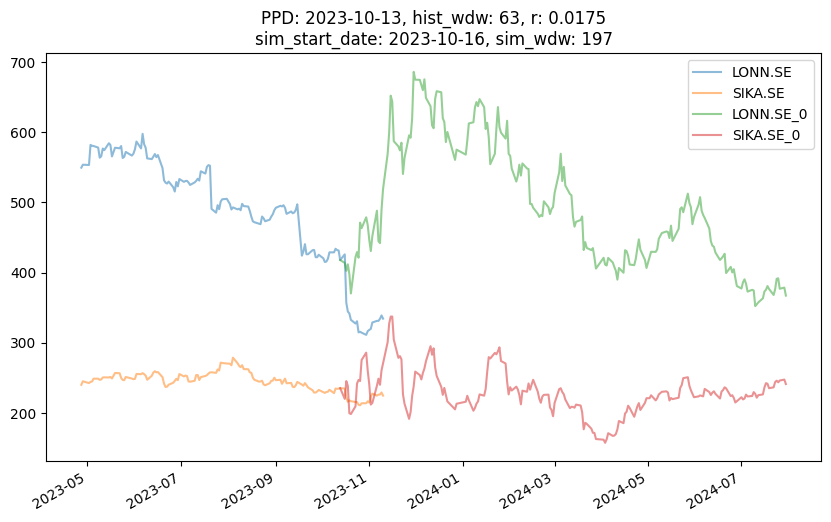 PPD: 2023-10-13, hist_wdw: 63, r: 0.0175
sim_start_date: 2023-10-16, sim_wdw: 197
700
600
500
400
300
200
LONN.SE
SIKA.SE
LONN.SE_0
SIKA.SE_0
2023-05
2023-07
2023-09
2023-11
2024-01
2024-03
2024-05
2024-07